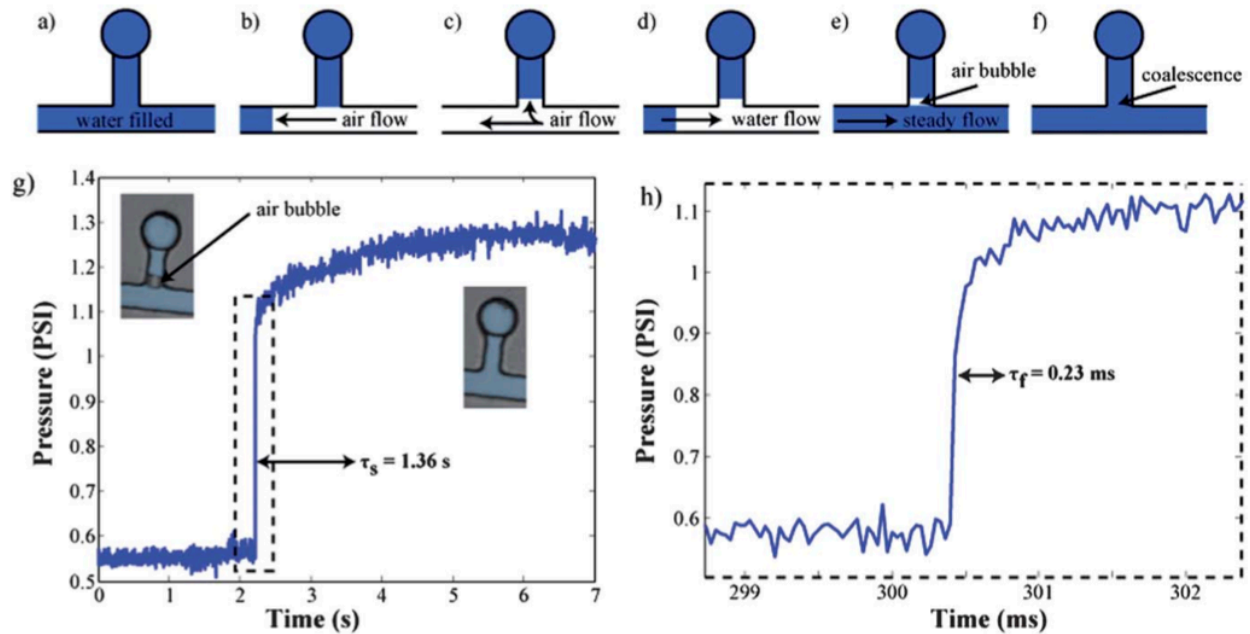 a) b) c) d) e) f)
air bubble
coalescence
water filled air flow air flow water flow steady flow
g)
1.4
1.3
1.2
1.1
1
0.9
0.8
0.7
0.6
0.5
Pressure (PSI)
air bubble
τs = 1.36 s
0 1 2 3 4 5 6 7
Time (s)
h)
1.1
1
0.9
0.8
0.7
0.6
Pressure (PSI)
τf = 0.23 ms
299 300 301 302
Time (ms)